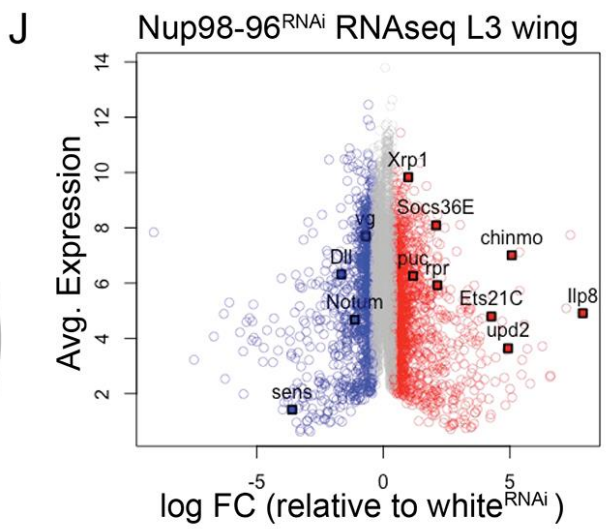 J
Nup98-96RNAi RNAseq L3 wing
14
12
10
8
6
4
2
Avg. Expression
Xrp1
Socs36E
vg
chinmo
Dll
puc
rpr
Notum
Ets21C
Ilp8
upd2
sens
-5 0 5
log FC (relative to whiteRNAi)